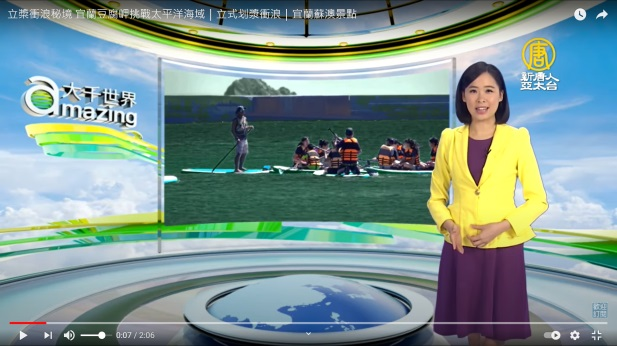 立槳衝浪秘境 宜蘭豆腐岬挑戰太平洋海域｜立式划槳衝浪｜宜蘭蘇澳景點
大千世界
amazing
唐
新唐人
亞太台
0:07 / 2:06